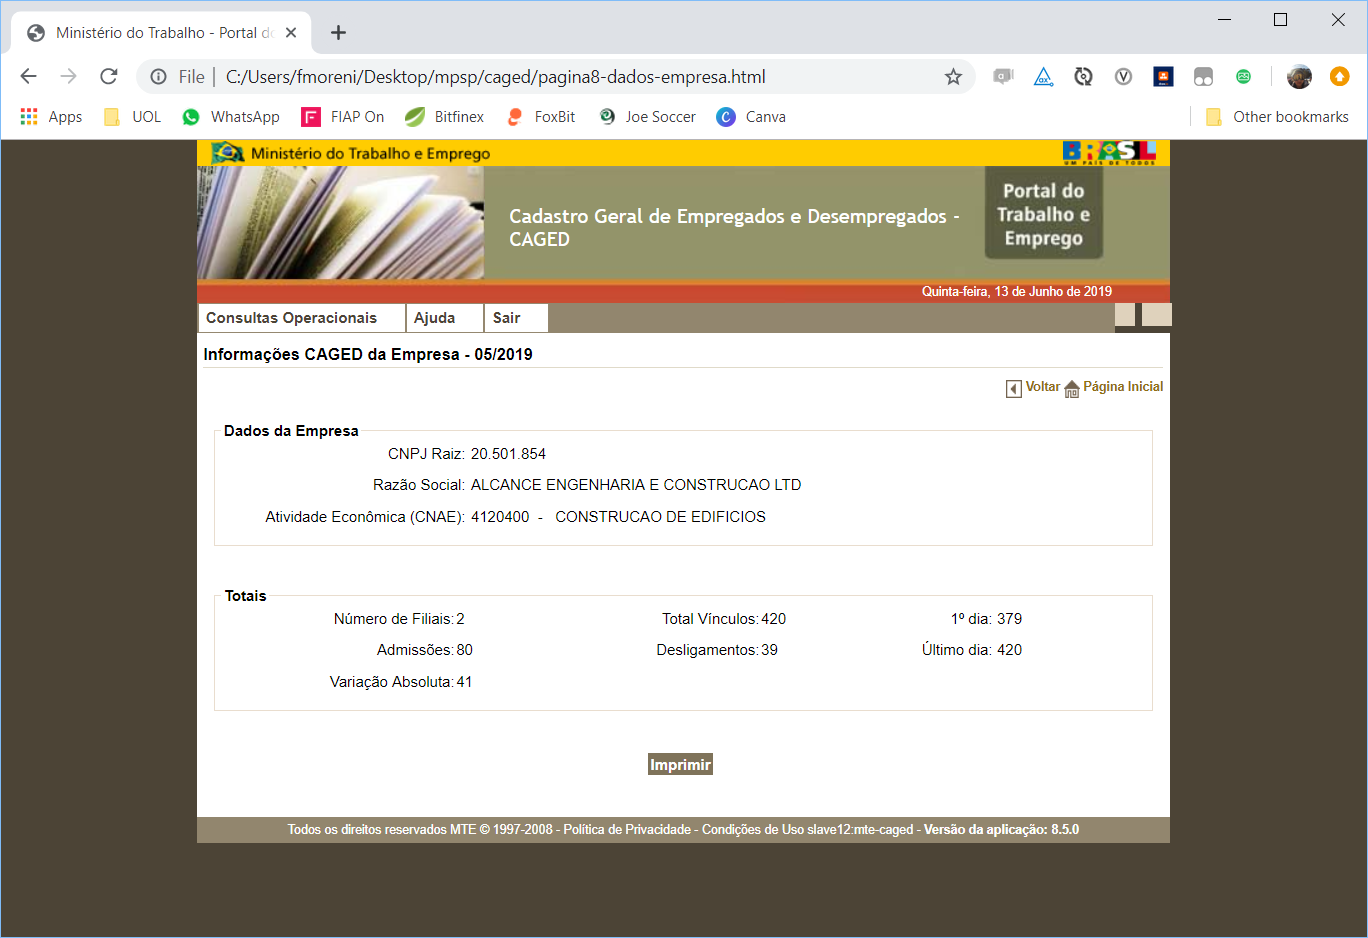 Ministério do Trabalho - Portal do
File | C:/Users/fmoreni/Desktop/mpsp/caged/pagina8-dados-empresa.html
Apps UOL WhatsApp FIAP On Bitfinex FoxBit Joe Soccer Canva Other bookmarks
Ministério do Trabalho e Emprego
BRASIL
UM PAÍS DE TODOS
Cadastro Geral de Empregados e Desempregados -
CAGED
Portal do
Trabalho e
Emprego
Quinta-feira, 13 de Junho de 2019
Consultas Operacionais Ajuda Sair
Informações CAGED da Empresa - 05/2019
Voltar Página Inicial
Dados da Empresa
CNPJ Raiz: 20.501.854
Razão Social: ALCANCE ENGENHARIA E CONSTRUCAO LTD
Atividade Econômica (CNAE): 4120400 - CONSTRUCAO DE EDIFICIOS
Totais
Número de Filiais: 2 Total Vínculos: 420 1º dia: 379
Admissões: 80 Desligamentos: 39 Último dia: 420
Variação Absoluta: 41
Imprimir
Todos os direitos reservados MTE © 1997-2008 - Política de Privacidade - Condições de Uso slave12:mte-caged - Versão da aplicação: 8.5.0